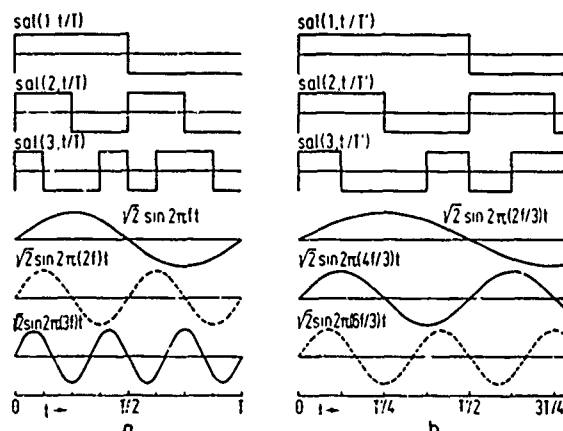 sal(1,t/T)
sal(2,t/T)
sal(3,t/T)
√2 sin 2πft
√2 sin 2π(2f)t
√2 sin 2π(3f)t
0 t→ T/2 T
a
sal(1,t/T')
sal(2,t/T')
sal(3,t/T')
√2 sin 2π(2f/3)t
√2 sin 2π(4f/3)t
√2 sin 2π(6f/3)t
0 t→ T'/4 T'/2 3T'/4
b